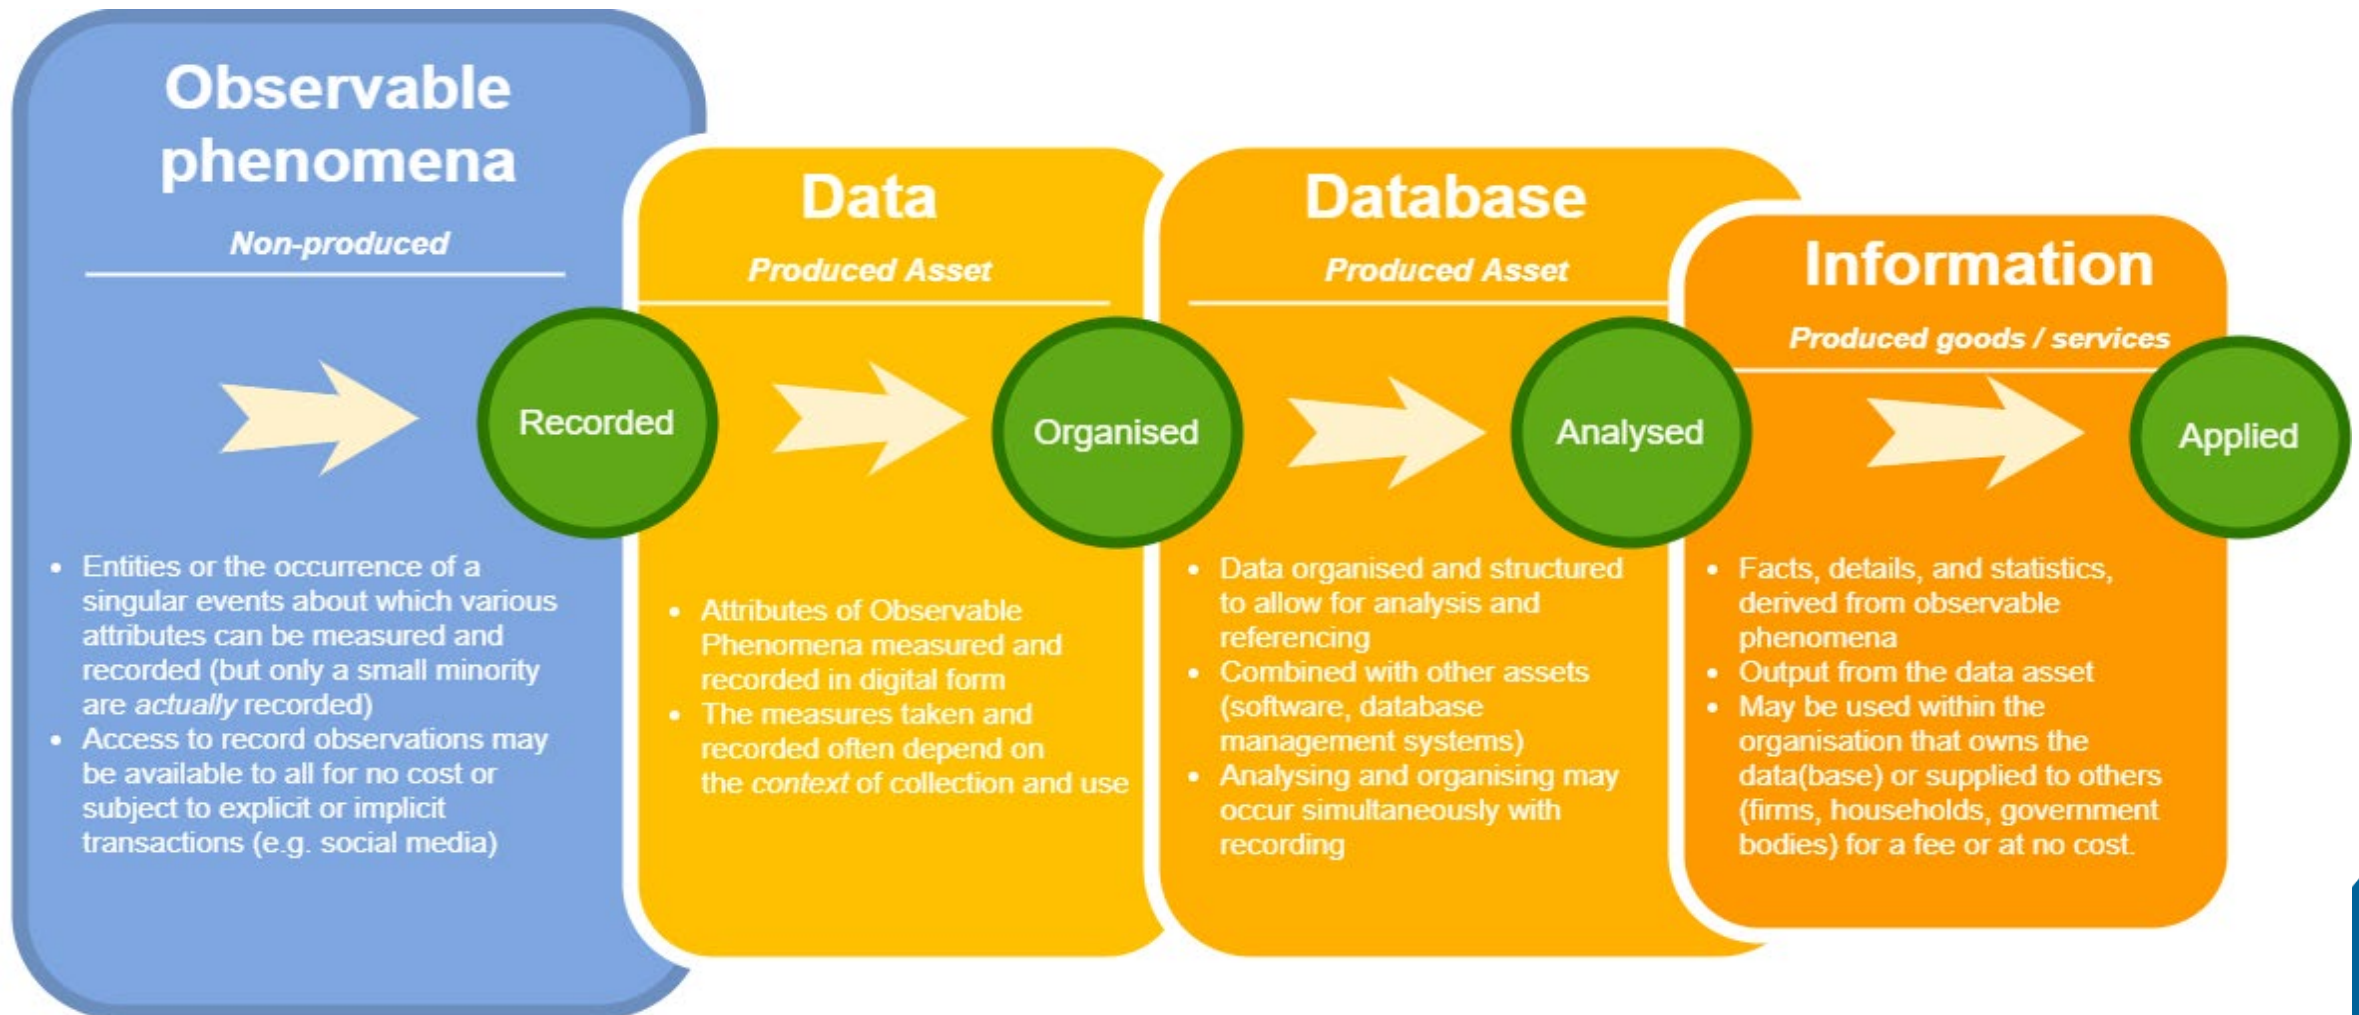 Observable
phenomena
Non-produced
Recorded
• Entities or the occurrence of a
singular events about which various
attributes can be measured and
recorded (but only a small minority
are actually recorded)
• Access to record observations may
be available to all for no cost or
subject to explicit or implicit
transactions (e.g. social media)
Data
Produced Asset
Organised
• Attributes of Observable
Phenomena measured and
recorded in digital form
• The measures taken and
recorded often depend on
the context of collection and use
Database
Produced Asset
Analysed
• Data organised and structured
to allow for analysis and
referencing
• Combined with other assets
(software, database
management systems)
• Analysing and organising may
occur simultaneously with
recording
Information
Produced goods / services
Applied
• Facts, details, and statistics,
derived from observable
phenomena
• Output from the data asset
• May be used within the
organisation that owns the
data(base) or supplied to others
(firms, households, government
bodies) for a fee or at no cost.